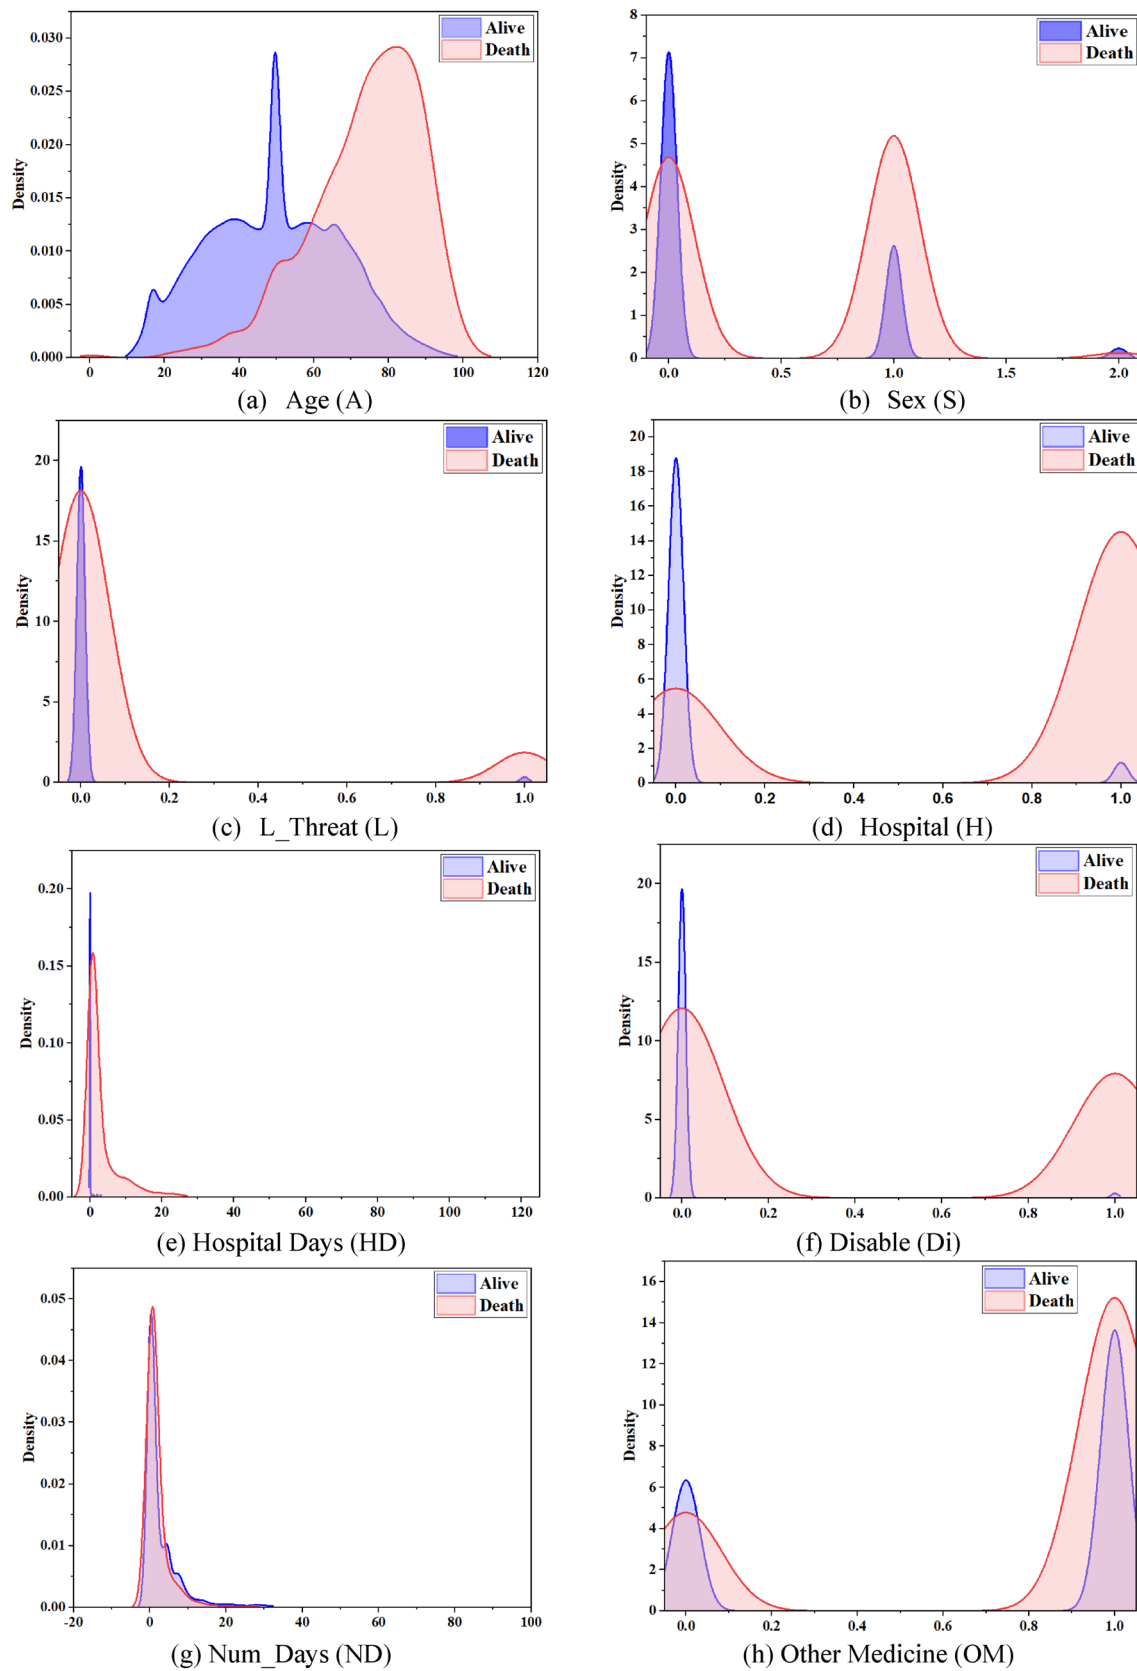 Alive
Death
0.030
0.025
0.020
0.015
0.010
0.005
0.000
Density
0 20 40 60 80 100 120
(a) Age (A)
Alive
Death
8
7
6
5
4
3
2
1
0
Density
0.0 0.5 1.0 1.5 2.0
(b) Sex (S)
Alive
Death
20
15
10
5
0
Density
0.0 0.2 0.4 0.6 0.8 1.0
(c) L_Threat (L)
Alive
Death
20
18
16
14
12
10
8
6
4
2
0
Density
0.0 0.2 0.4 0.6 0.8 1.0
(d) Hospital (H)
Alive
Death
0.20
0.15
0.10
0.05
0.00
Density
0 20 40 60 80 100 120
(e) Hospital Days (HD)
Alive
Death
20
15
10
5
0
Density
0.0 0.2 0.4 0.6 0.8 1.0
(f) Disable (Di)
Alive
Death
0.05
0.04
0.03
0.02
0.01
0.00
Density
-20 0 20 40 60 80 100
(g) Num_Days (ND)
Alive
Death
16
14
12
10
8
6
4
2
0
Density
0.0 0.2 0.4 0.6 0.8 1.0
(h) Other Medicine (OM)